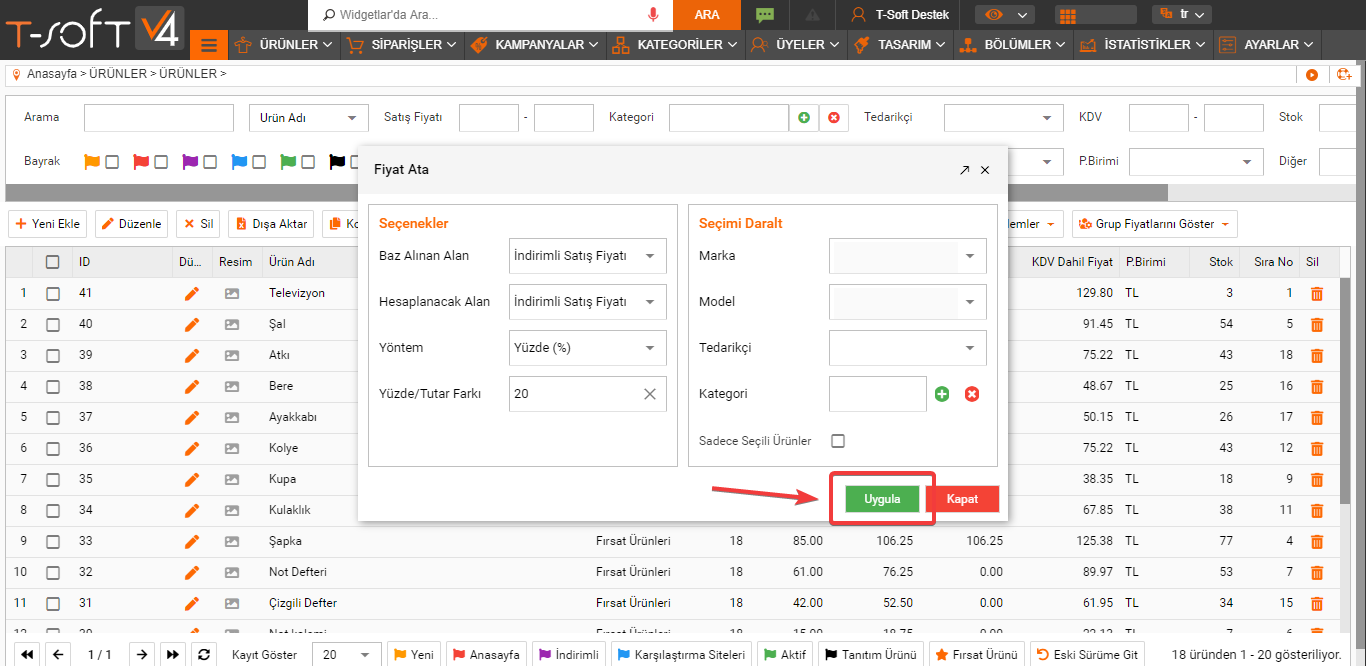 T-SOFT V4
Widgetlar'da Ara...
ARA
T-Soft Destek
tr
ÜRÜNLER
SİPARİŞLER
KAMPANYALAR
KATEGORİLER
ÜYELER
TASARIM
BÖLÜMLER
İSTATİSTİKLER
AYARLAR
Anasayfa > ÜRÜNLER > ÜRÜNLER >
Arama Ürün Adı Satış Fiyatı - Kategori Tedarikçi KDV - Stok
Bayrak P.Birimi Diğer
Yeni Ekle Düzenle Sil Dışa Aktar Grup Fiyatlarını Göster
Fiyat Ata
Seçenekler
Baz Alınan Alan İndirimli Satış Fiyatı
Hesaplanacak Alan İndirimli Satış Fiyatı
Yöntem Yüzde (%)
Yüzde/Tutar Farkı 20
Seçimi Daralt
Marka
Model
Tedarikçi
Kategori
Sadece Seçili Ürünler
Uygula Kapat
ID Dü... Resim Ürün Adı KDV Dahil Fiyat P.Birimi Stok Sıra No Sil
1 41 Televizyon 129.80 TL 3 1
2 40 Şal 91.45 TL 54 5
3 39 Atkı 75.22 TL 43 18
4 38 Bere 48.67 TL 25 16
5 37 Ayakkabı 50.15 TL 26 17
6 36 Kolye 75.22 TL 43 12
7 35 Kupa 38.35 TL 18 9
8 34 Kulaklık 67.85 TL 38 11
9 33 Şapka Fırsat Ürünleri 18 85.00 106.25 106.25 125.38 TL 77 4
10 32 Not Defteri Fırsat Ürünleri 18 61.00 76.25 0.00 89.97 TL 53 7
11 31 Çizgili Defter Fırsat Ürünleri 18 42.00 52.50 0.00 61.95 TL 34 15
1 / 1 Kayıt Göster 20 Yeni Anasayfa İndirimli Karşılaştırma Siteleri Aktif Tanıtım Ürünü Fırsat Ürünü Eski Sürüme Git 18 üründen 1 - 20 gösteriliyor.